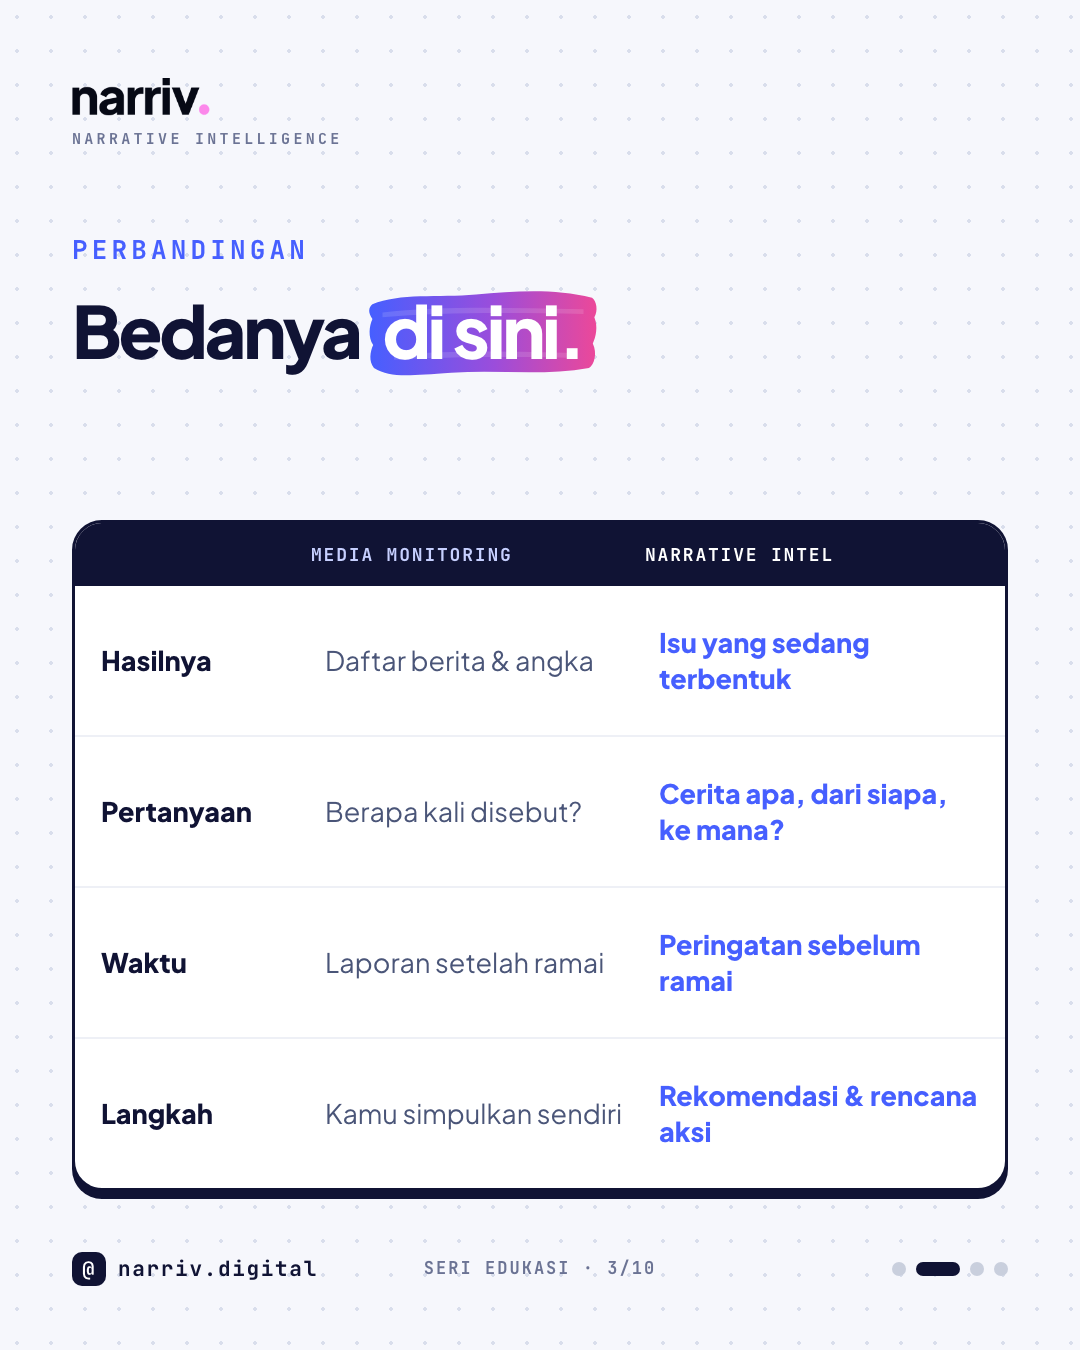 narriv.
NARRATIVE INTELLIGENCE
PERBANDINGAN
Bedanya di sini.
MEDIA MONITORING NARRATIVE INTEL
Hasilnya Daftar berita & angka Isu yang sedang
terbentuk
Pertanyaan Berapa kali disebut? Cerita apa, dari siapa,
ke mana?
Waktu Laporan setelah ramai Peringatan sebelum
ramai
Langkah Kamu simpulkan sendiri Rekomendasi & rencana
aksi
@ narriv.digital SERI EDUKASI · 3/10